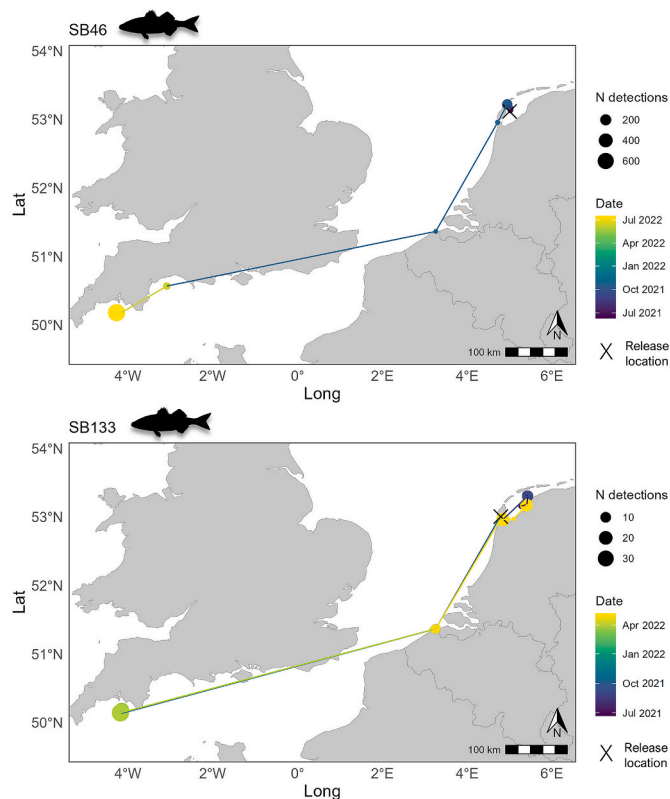 SB46
54°N
53°N
52°N
51°N
50°N
Lat
4°W
2°W
0°
2°E
4°E
6°E
Long
100 km
N
N detections
200
400
600
Date
Jul 2022
Apr 2022
Jan 2022
Oct 2021
Jul 2021
Release
location
SB133
54°N
53°N
52°N
51°N
50°N
Lat
4°W
2°W
0°
2°E
4°E
6°E
Long
100 km
N
N detections
10
20
30
Date
Apr 2022
Jan 2022
Oct 2021
Jul 2021
Release
location